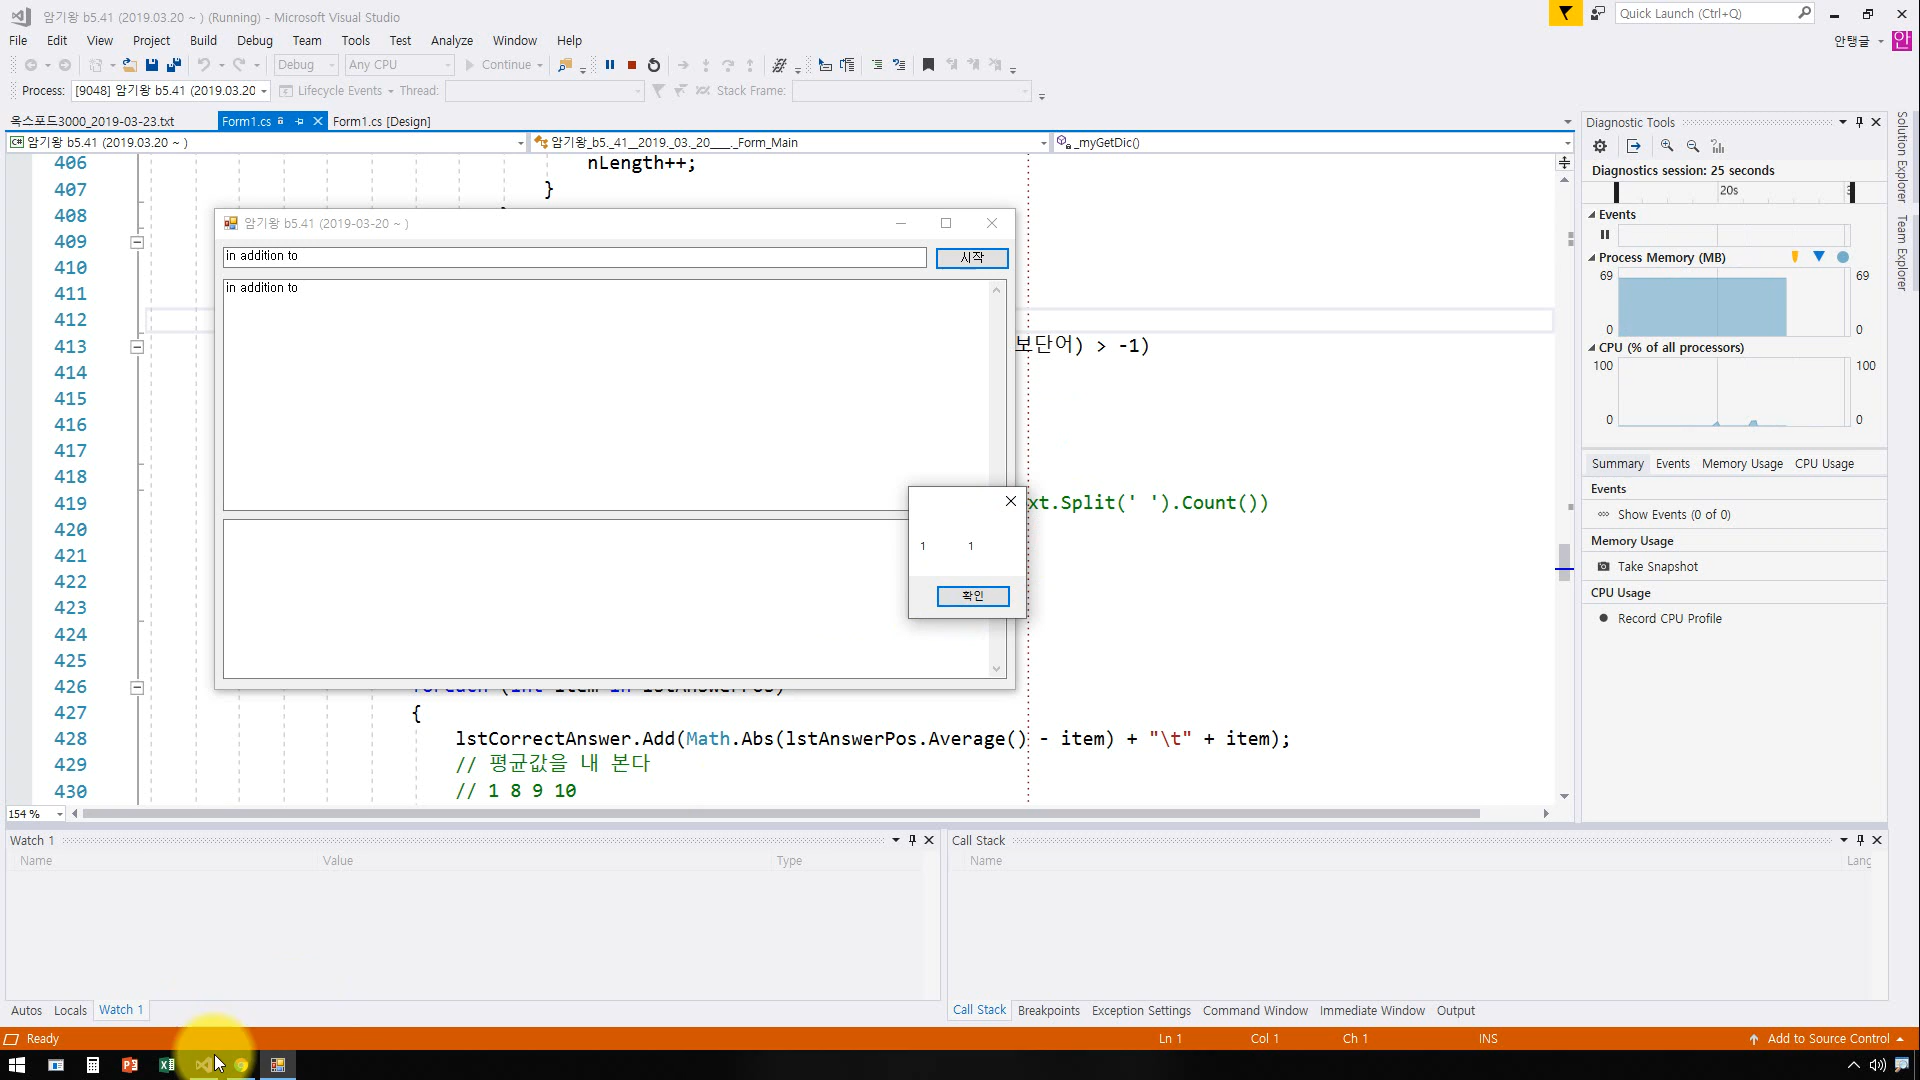 암기왕 b5.41 (2019.03.20 ~ ) (Running) - Microsoft Visual Studio
Quick Launch (Ctrl+Q)
File Edit View Project Build Debug Team Tools Test Analyze Window Help
안탱글 안
Debug Any CPU Continue
Process: [9048] 암기왕 b5.41 (2019.03.20 Lifecycle Events Thread: Stack Frame:
옥스포드3000_2019-03-23.txt Form1.cs Form1.cs [Design]
암기왕 b5.41 (2019.03.20 ~ ) 암기왕_b5._41__2019._03._20____._Form_Main _myGetDic()
406 nLength++;
407 }
408
409
410
411
412
413 보단어) > -1)
414
415
416
417
418
419 xt.Split(' ').Count())
420
421
422
423
424
425
426 foreach (int item in lstAnswerPos)
427 {
428 lstCorrectAnswer.Add(Math.Abs(lstAnswerPos.Average() - item) + "\t" + item);
429 // 평균값을 내 본다
430 // 1 8 9 10
암기왕 b5.41 (2019-03-20 ~ )
in addition to
시작
in addition to
1 1
확인
154 %
Diagnostic Tools
Diagnostics session: 25 seconds
20s
Events
Process Memory (MB)
69 69
0 0
CPU (% of all processors)
100 100
0 0
Summary Events Memory Usage CPU Usage
Events
Show Events (0 of 0)
Memory Usage
Take Snapshot
CPU Usage
Record CPU Profile
Solution Explorer
Team Explorer
Watch 1
Name Value Type
Autos Locals Watch 1
Call Stack
Name Lang
Call Stack Breakpoints Exception Settings Command Window Immediate Window Output
Ready Ln 1 Col 1 Ch 1 INS Add to Source Control